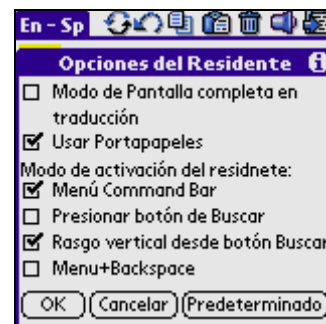 En - Sp
Opciones del Residente
Modo de Pantalla completa en
traducción
Usar Portapapeles
Modo de activación del residnete:
Menú Command Bar
Presionar botón de Buscar
Rasgo vertical desde botón Buscar
Menu+Backspace
OK Cancelar Predeterminado